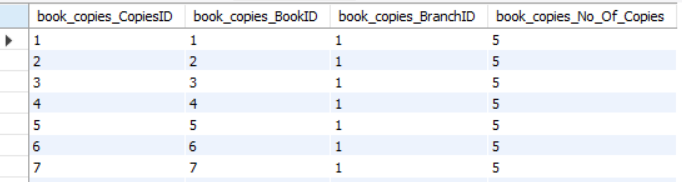 book_copies_CopiesID book_copies_BookID book_copies_BranchID book_copies_No_Of_Copies
1 1 1 5
2 2 1 5
3 3 1 5
4 4 1 5
5 5 1 5
6 6 1 5
7 7 1 5